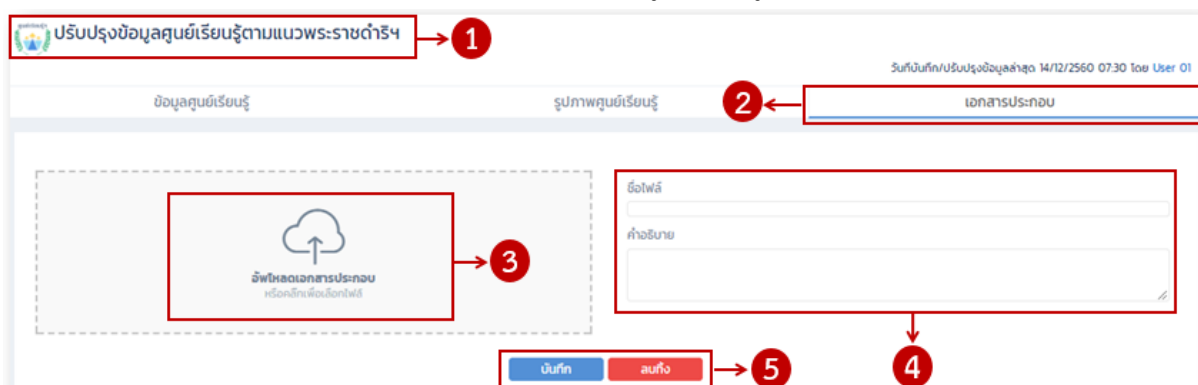 ปรับปรุงข้อมูลศูนย์เรียนรู้ตามแนวพระราชดำริฯ
1
วันที่บันทึก/ปรับปรุงข้อมูลล่าสุด 14/12/2560 07:30 โดย User 01
ข้อมูลศูนย์เรียนรู้
รูปภาพศูนย์เรียนรู้
2
เอกสารประกอบ
ชื่อไฟล์
คำอธิบาย
3
อัพโหลดเอกสารประกอบ
หรือคลิกเพื่อเลือกไฟล์
บันทึก
ลบทิ้ง
5
4